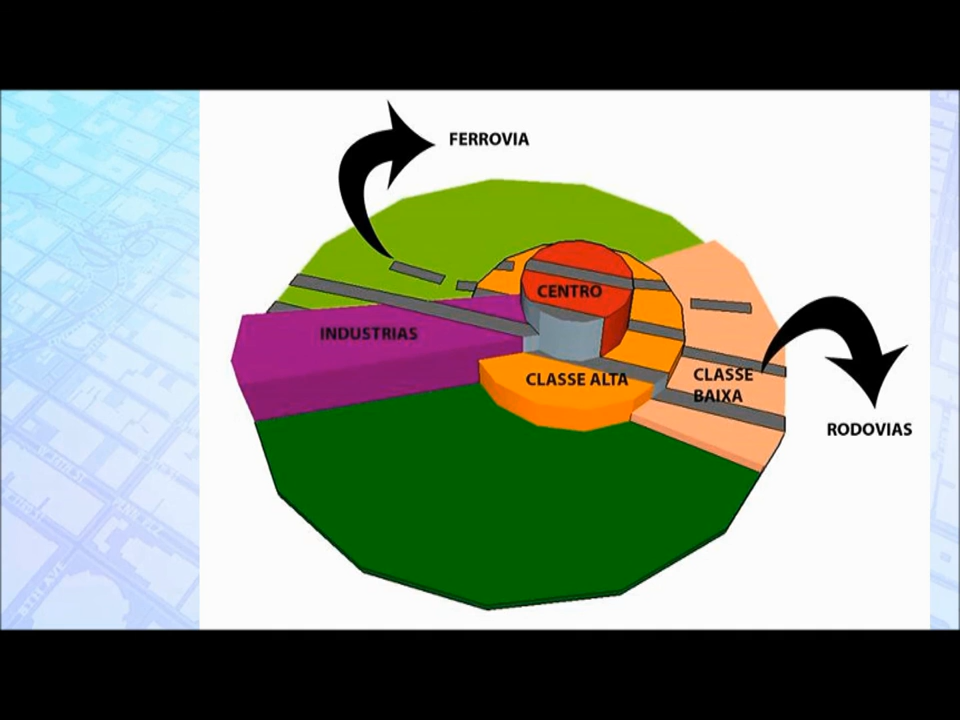 FERROVIA
CENTRO
INDUSTRIAS
CLASSE ALTA
CLASSE
BAIXA
RODOVIAS